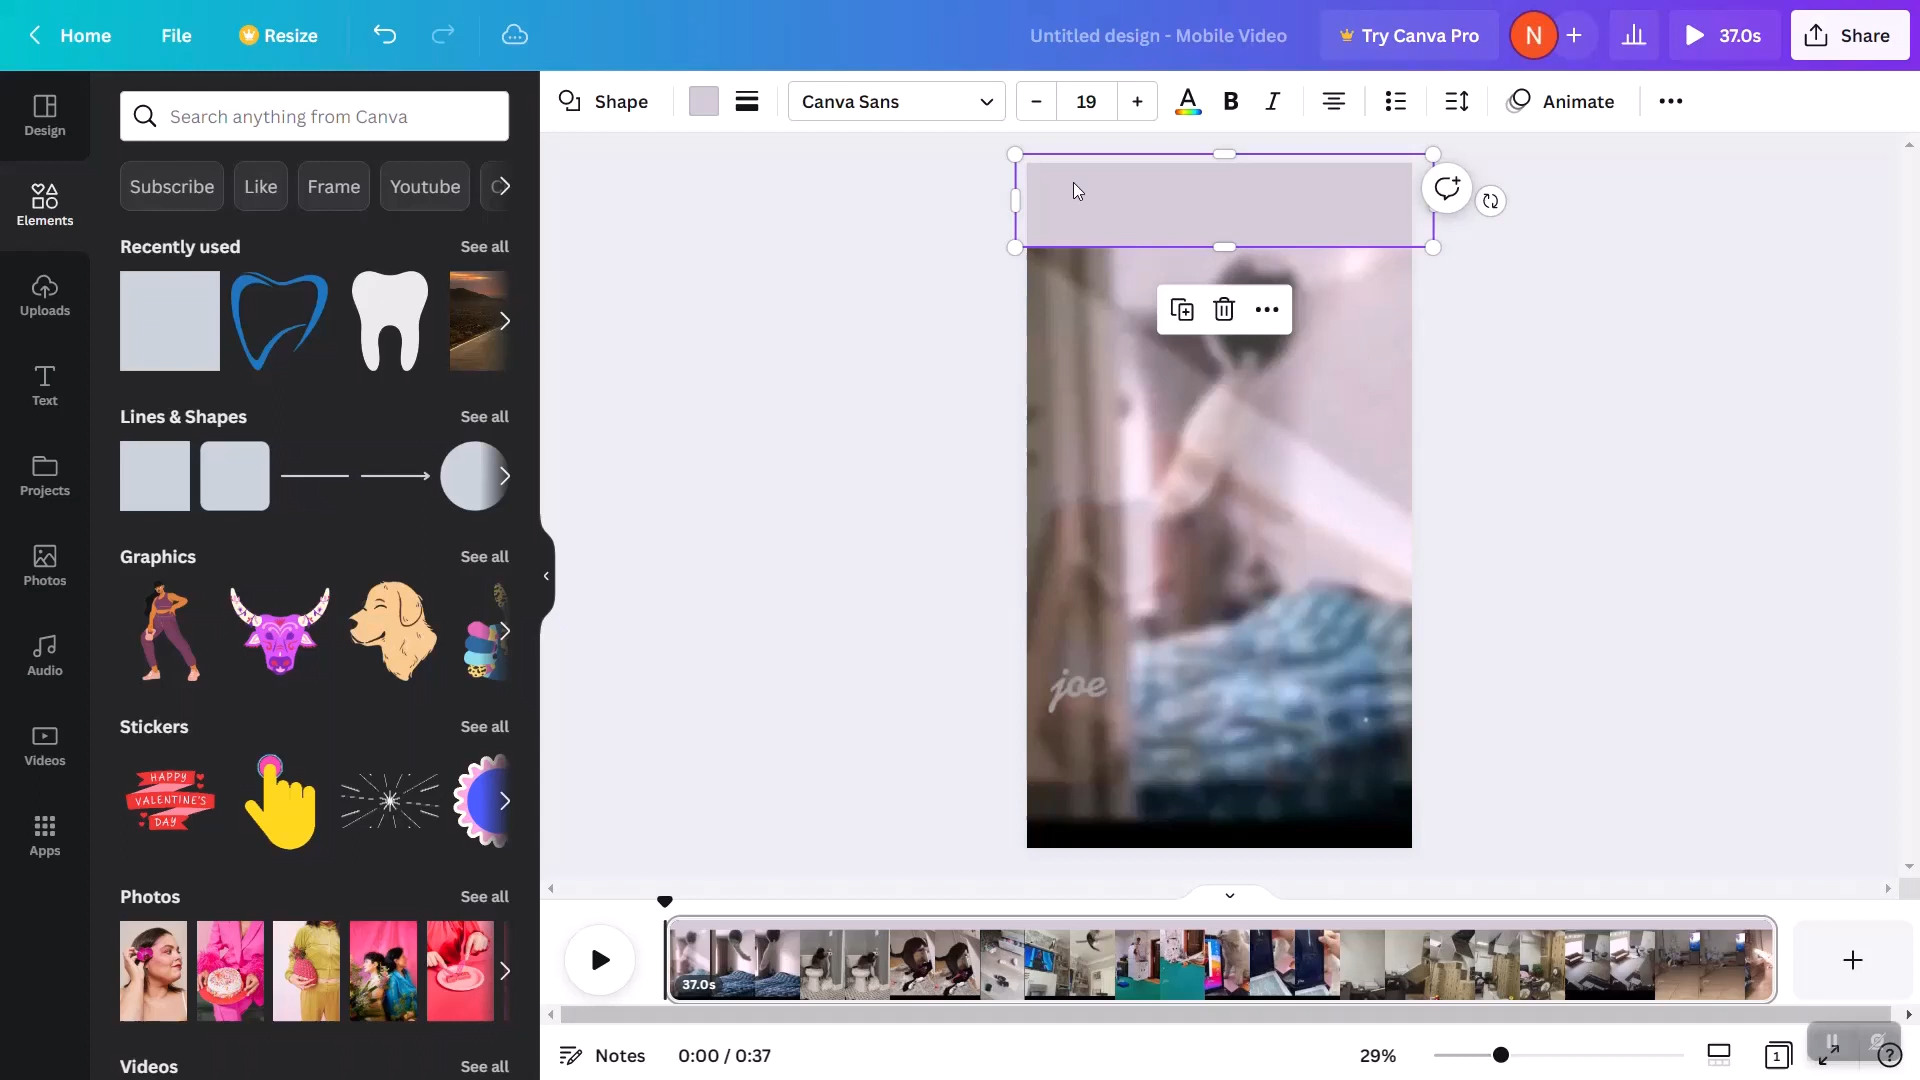 Home File Resize Untitled design - Mobile Video Try Canva Pro N 37.0s Share
Design
Elements
Uploads
Text
Projects
Photos
Audio
Videos
Apps
Search anything from Canva
Subscribe Like Frame Youtube
Recently used See all
Lines & Shapes See all
Graphics See all
Stickers See all
HAPPY
VALENTINE'S
DAY
Photos See all
Videos See all
Shape Canva Sans - 19 + A B I Animate
joe
37.0s
Notes 0:00 / 0:37 29% 1 ?